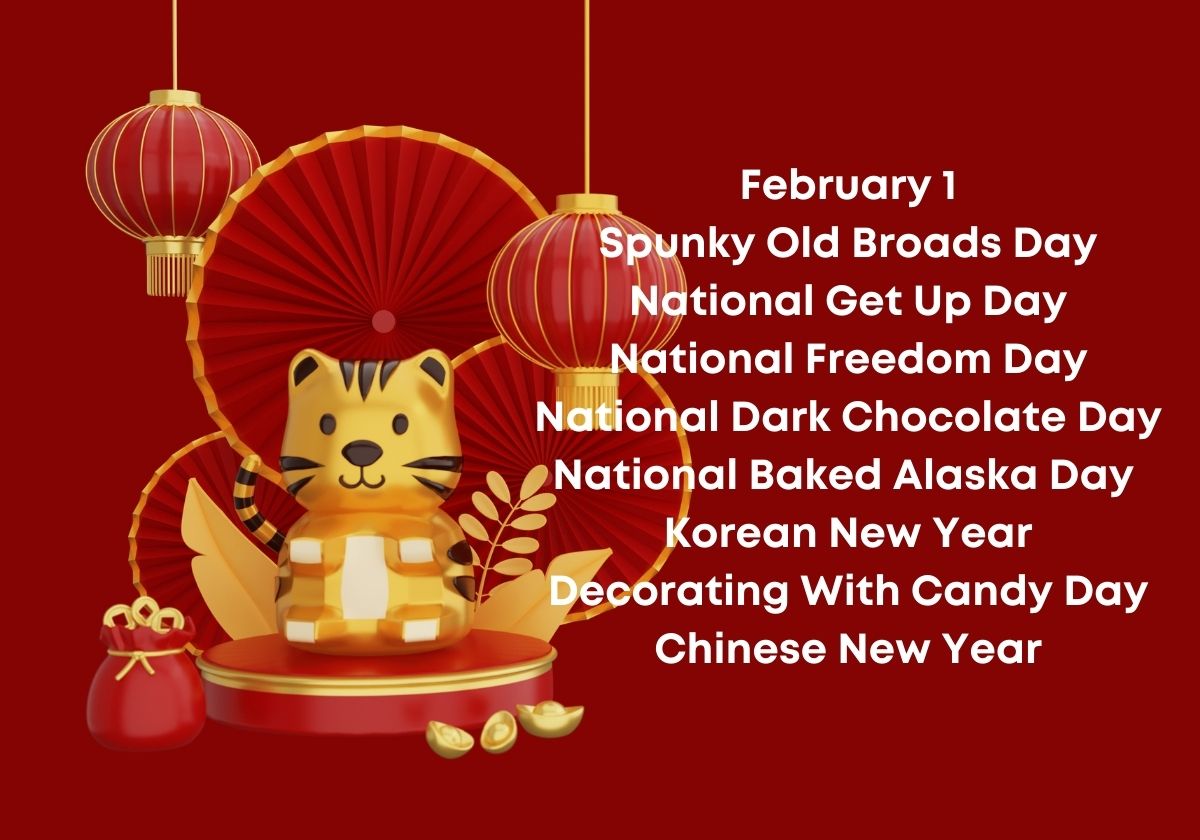 February 1
Spunky Old Broads Day
National Get Up Day
National Freedom Day
National Dark Chocolate Day
National Baked Alaska Day
Korean New Year
Decorating With Candy Day
Chinese New Year